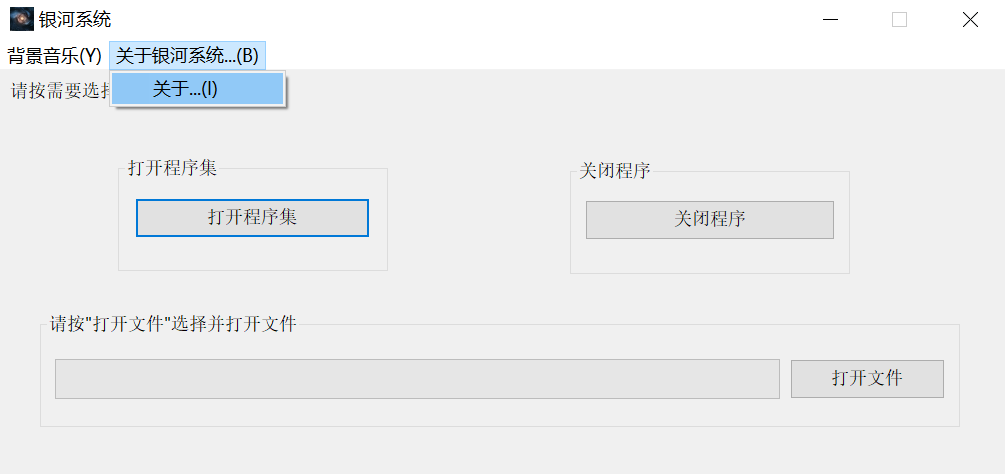 银河系统
背景音乐(Y) 关于银河系统...(B)
关于...(I)
请按需要选择
打开程序集
打开程序集
关闭程序
关闭程序
请按"打开文件"选择并打开文件
打开文件